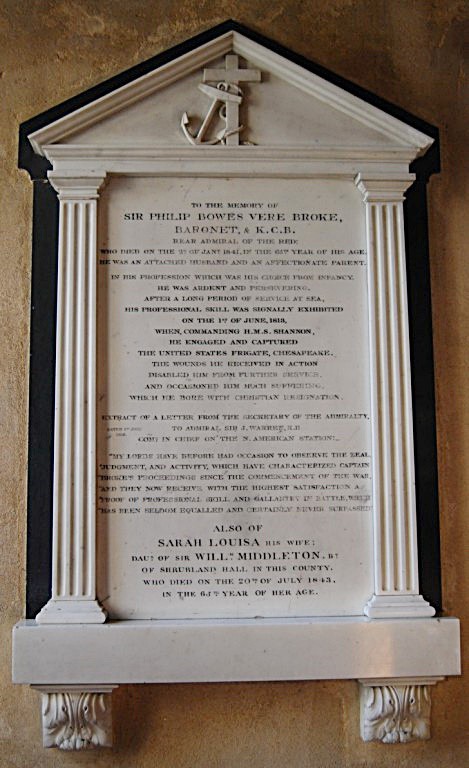 TO THE MEMORY OF
SIR PHILIP BOWES VERE BROKE,
BARONET, & K.C.B.
REAR ADMIRAL OF THE RED:
WHO DIED ON THE 2D OF JANY 1841, IN THE 65TH YEAR OF HIS AGE.
HE WAS AN ATTACHED HUSBAND AND AN AFFECTIONATE PARENT.
IN HIS PROFESSION WHICH WAS HIS CHOICE FROM INFANCY,
HE WAS ARDENT AND PERSEVERING.
AFTER A LONG PERIOD OF SERVICE AT SEA,
HIS PROFESSIONAL SKILL WAS SIGNALLY EXHIBITED
ON THE 1ST OF JUNE, 1813,
WHEN, COMMANDING H.M.S. SHANNON,
HE ENGAGED AND CAPTURED
THE UNITED STATES FRIGATE, CHESAPEAKE.
THE WOUNDS HE RECEIVED IN ACTION
DISABLED HIM FROM FURTHER SERVICE,
AND OCCASIONED HIM MUCH SUFFERING,
WHICH HE BORE WITH CHRISTIAN RESIGNATION.
EXTRACT OF A LETTER FROM THE SECRETARY OF THE ADMIRALTY,
TO ADMIRAL SIR J. WARREN, K.B.
COMR IN CHIEF ON THE N. AMERICAN STATION:_
"MY LORDS HAVE BEFORE HAD OCCASION TO OBSERVE THE ZEAL,
"JUDGMENT, AND ACTIVITY, WHICH HAVE CHARACTERIZED CAPTAIN
"BROKE'S PROCEEDINGS SINCE THE COMMENCEMENT OF THE WAR,
"AND THEY NOW RECEIVE WITH THE HIGHEST SATISFACTION A
"PROOF OF PROFESSIONAL SKILL AND GALLANTRY IN BATTLE, WHICH
"HAS BEEN SELDOM EQUALLED AND CERTAINLY NEVER SURPASSED"
ALSO OF
SARAH LOUISA HIS WIFE;
DAUR OF SIR WILLM MIDDLETON, BT
OF SHRUBLAND HALL IN THIS COUNTY.
WHO DIED ON THE 20TH OF JULY 1843,
IN THE 65TH YEAR OF HER AGE.